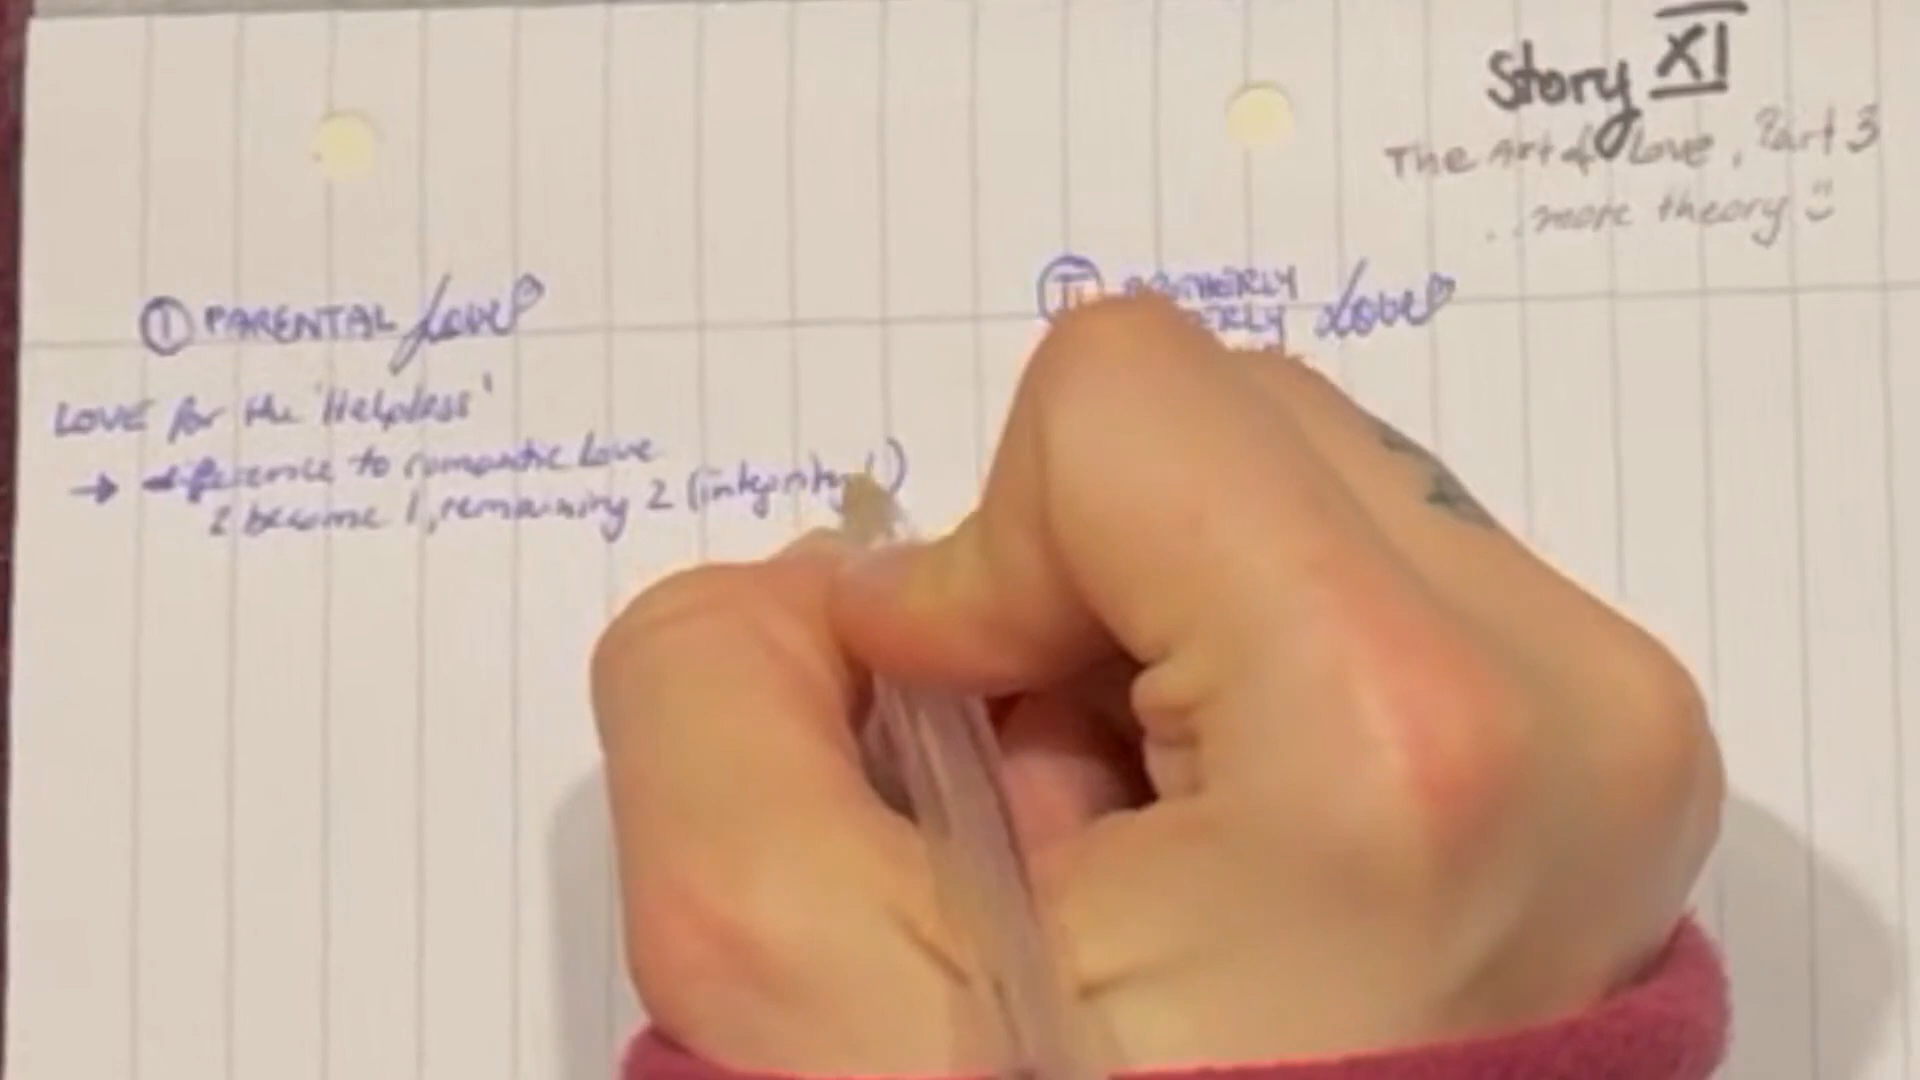 Story XI
The Art of Love, Part 3
...more theory
I PARENTAL Love
II Love
LOVE for the 'Helpless'
→ difference to romantic Love
2 become 1, remaining 2 (integrity!)